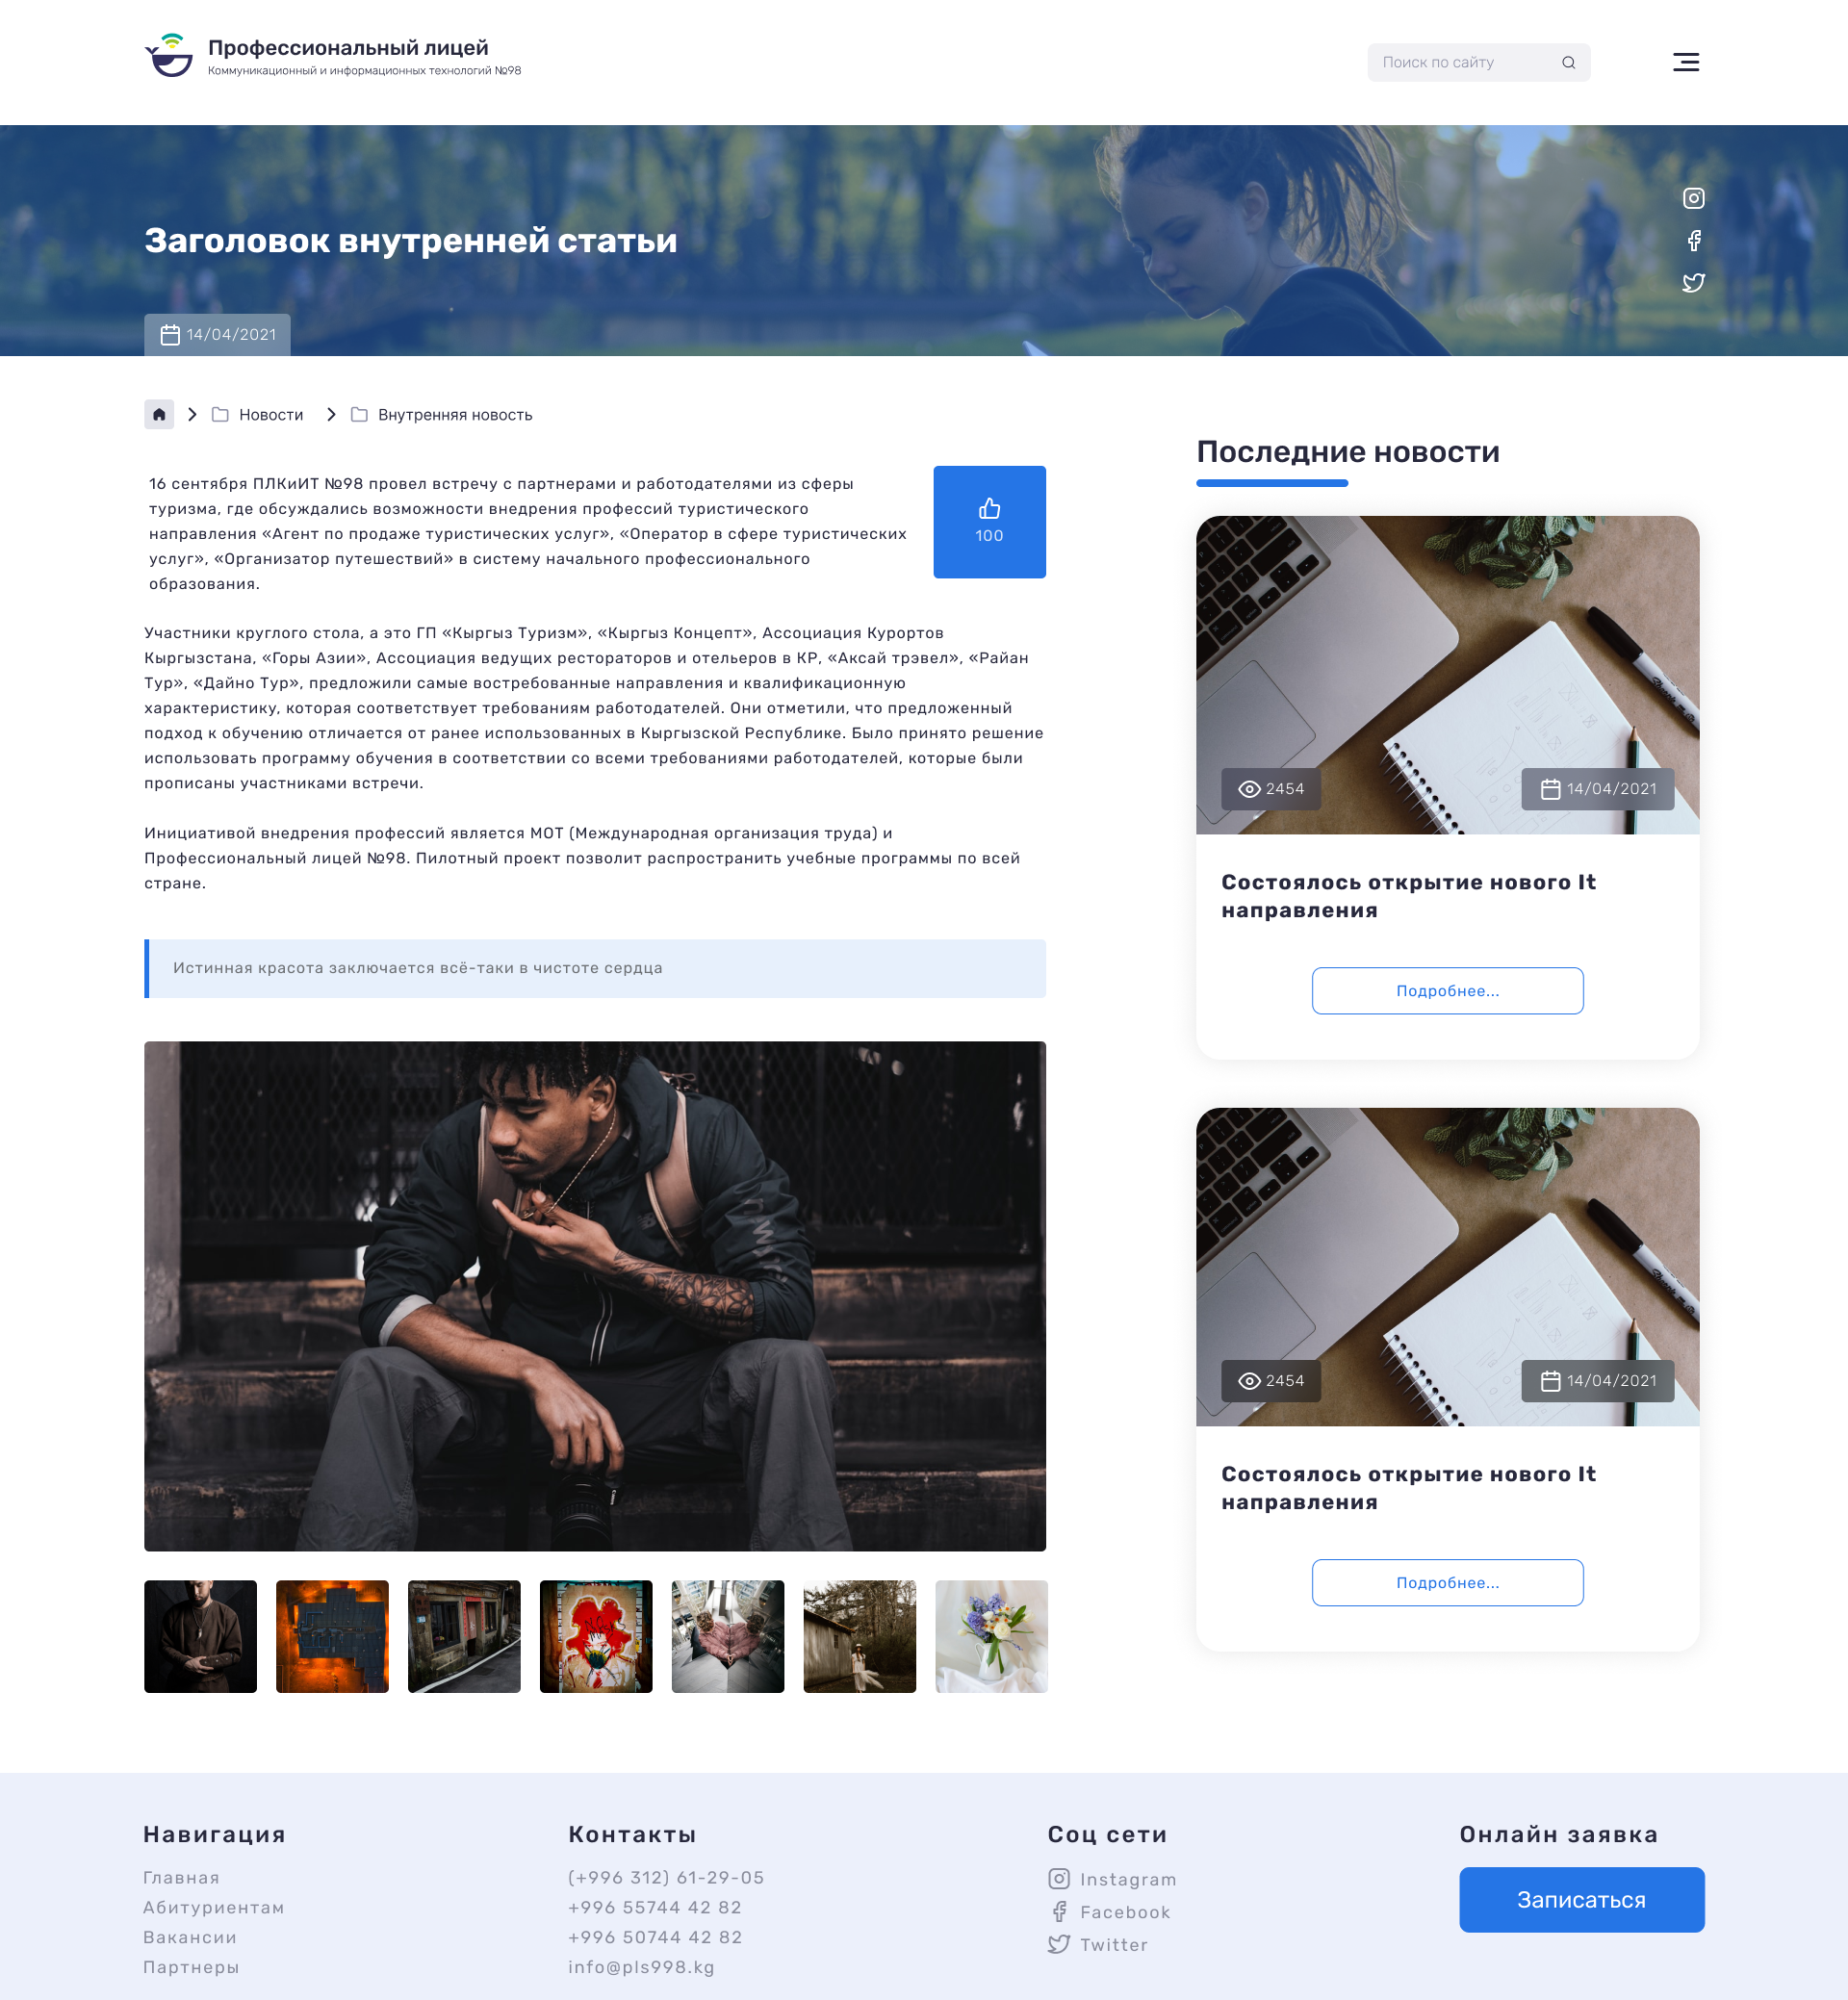 Профессиональный лицей
Коммуникационный и информационных технологий №98
Поиск по сайту
Заголовок внутренней статьи
14/04/2021
Новости
Внутренняя новость
16 сентября ПЛКиИТ №98 провел встречу с партнерами и работодателями из сферы
туризма, где обсуждались возможности внедрения профессий туристического
направления «Агент по продаже туристических услуг», «Оператор в сфере туристических
услуг», «Организатор путешествий» в систему начального профессионального
образования.
100
Участники круглого стола, а это ГП «Кыргыз Туризм», «Кыргыз Концепт», Ассоциация Курортов
Кыргызстана, «Горы Азии», Ассоциация ведущих рестораторов и отельеров в КР, «Аксай трэвел», «Райан
Тур», «Дайно Тур», предложили самые востребованные направления и квалификационную
характеристику, которая соответствует требованиям работодателей. Они отметили, что предложенный
подход к обучению отличается от ранее использованных в Кыргызской Республике. Было принято решение
использовать программу обучения в соответствии со всеми требованиями работодателей, которые были
прописаны участниками встречи.
Инициативой внедрения профессий является МОТ (Международная организация труда) и
Профессиональный лицей №98. Пилотный проект позволит распространить учебные программы по всей
стране.
Истинная красота заключается всё-таки в чистоте сердца
Canon
Последние новости
Sharpie
2454
14/04/2021
Состоялось открытие нового It
направления
Подробнее...
Sharpie
2454
14/04/2021
Состоялось открытие нового It
направления
Подробнее...
Навигация
Главная
Абитуриентам
Вакансии
Партнеры
Контакты
(+996 312) 61-29-05
+996 55744 42 82
+996 50744 42 82
info@pls998.kg
Соц сети
Instagram
Facebook
Twitter
Онлайн заявка
Записаться